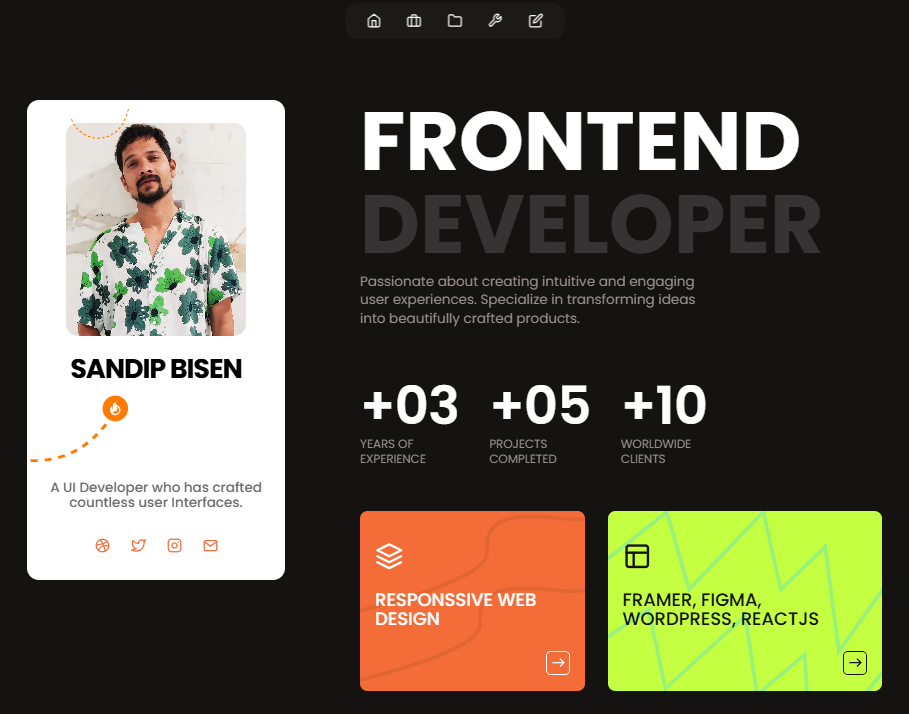 SANDIP BISEN
A UI Developer who has crafted
countless user Interfaces.
FRONTEND
DEVELOPER
Passionate about creating intuitive and engaging
user experiences. Specialize in transforming ideas
into beautifully crafted products.
+03
YEARS OF
EXPERIENCE
+05
PROJECTS
COMPLETED
+10
WORLDWIDE
CLIENTS
RESPONSSIVE WEB
DESIGN
FRAMER, FIGMA,
WORDPRESS, REACTJS